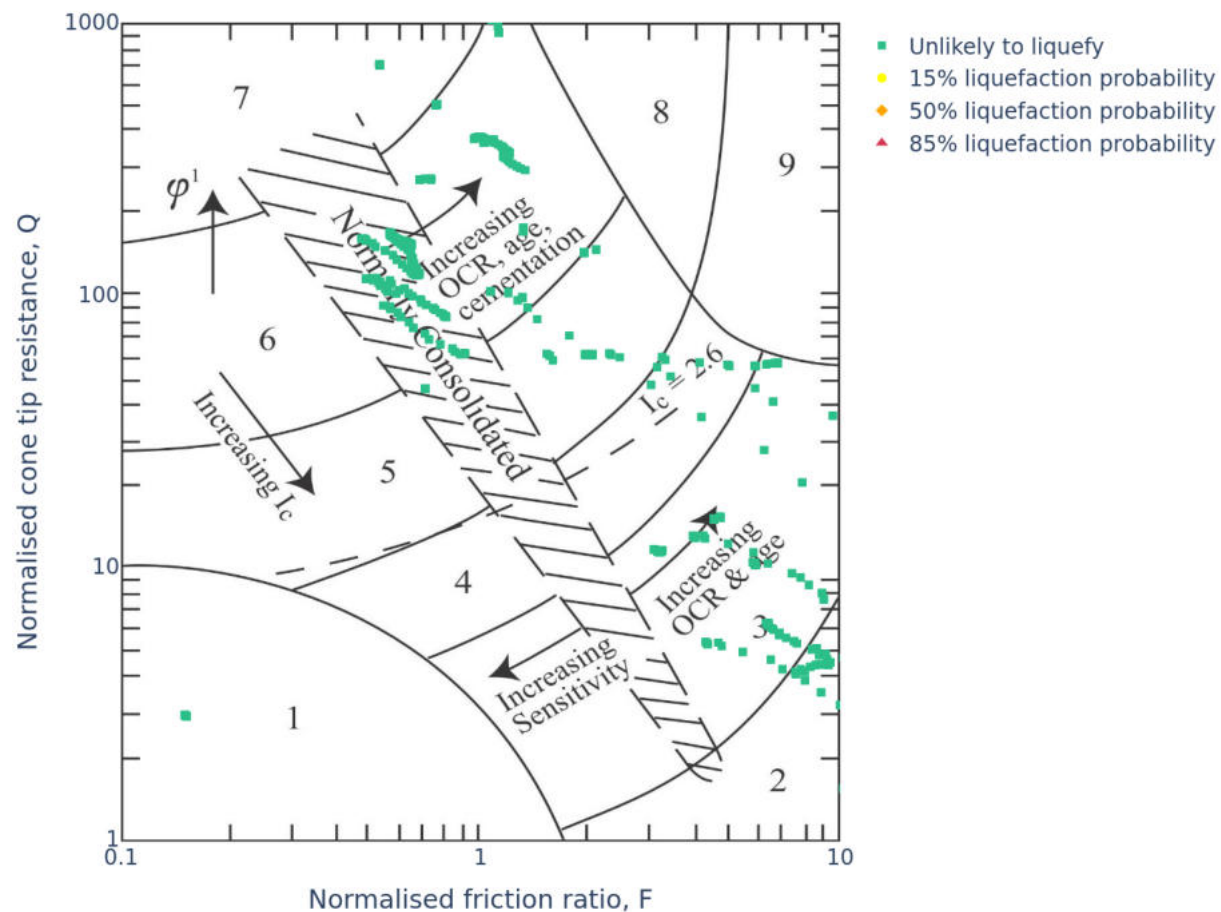 1000
100
10
1
0.1
1
10
Normalised cone tip resistance, Q
Normalised friction ratio, F
Unlikely to liquefy
15% liquefaction probability
50% liquefaction probability
85% liquefaction probability
7
8
9
φ¹
Increasing
OCR, age,
cementation
Normally Consolidated
6
I_c = 2.6
Increasing I_c
5
Increasing
OCR & age
4
3
Increasing
Sensitivity
1
2